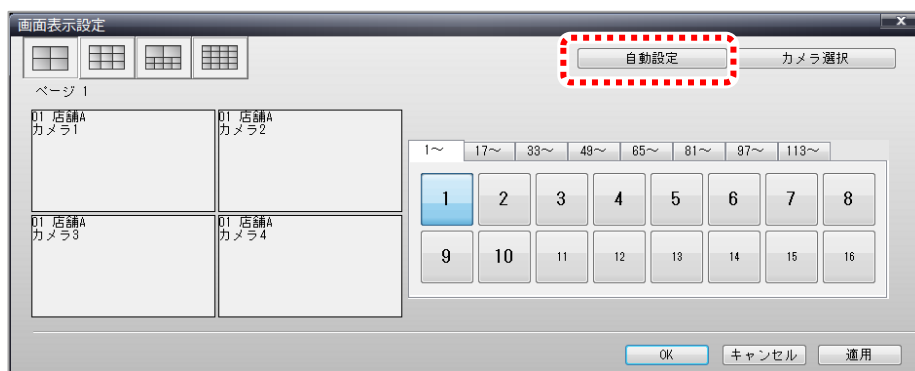 画面表示設定
x
自動設定
カメラ選択
ページ 1
01 店舗A
カメラ1
01 店舗A
カメラ2
01 店舗A
カメラ3
01 店舗A
カメラ4
1～ 17～ 33～ 49～ 65～ 81～ 97～ 113～
1 2 3 4 5 6 7 8
9 10 11 12 13 14 15 16
OK キャンセル 適用